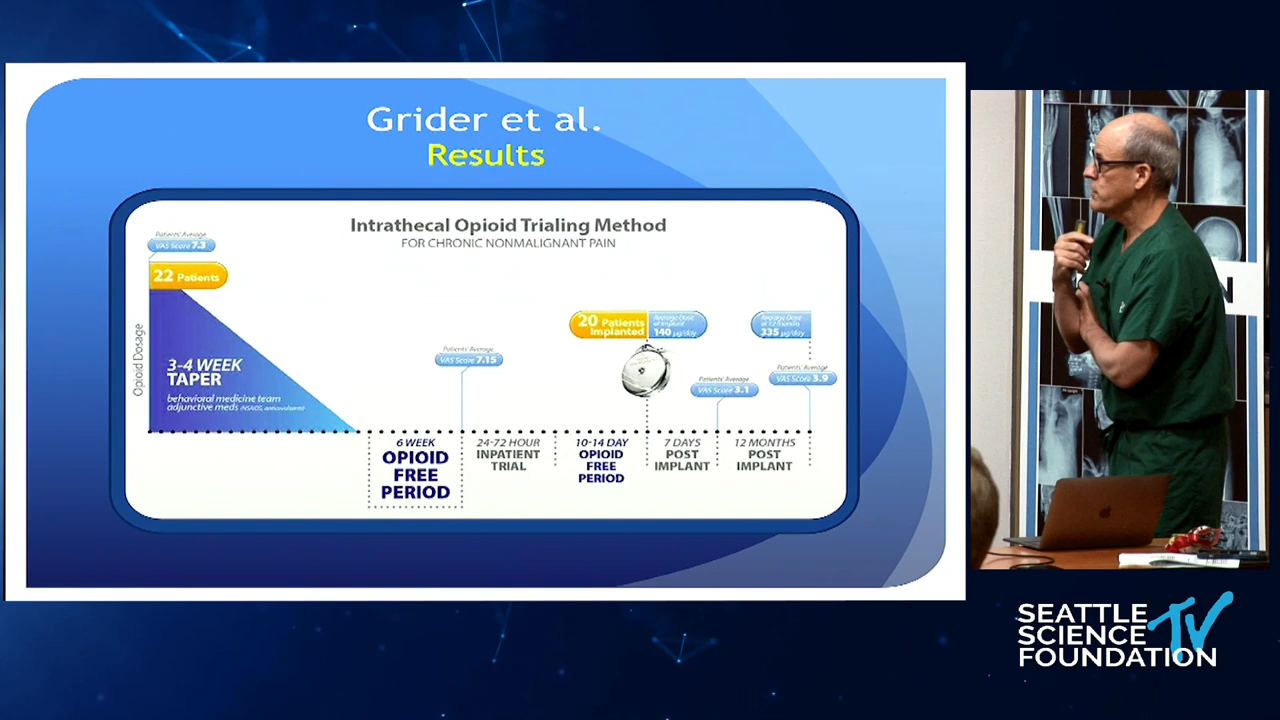 Grider et al.
Results
Intrathecal Opioid Trialing Method
FOR CHRONIC NONMALIGNANT PAIN
Patients' Average
VAS Score 7.3
22 Patients
Opioid Dosage
3-4 WEEK
TAPER
behavioral medicine team
adjunctive meds (NSAIDS, anticonvulsants)
Patients' Average
VAS Score 7.15
20 Patients
Implanted
Average Dose
at Implant
140 µg/day
Average Dose
at 12 months
335 µg/day
Patients' Average
VAS Score 3.1
Patients' Average
VAS Score 3.9
6 WEEK
OPIOID
FREE
PERIOD
24-72 HOUR
INPATIENT
TRIAL
10-14 DAY
OPIOID
FREE
PERIOD
7 DAYS
POST
IMPLANT
12 MONTHS
POST
IMPLANT
N
SEATTLE
SCIENCE TV
FOUNDATION